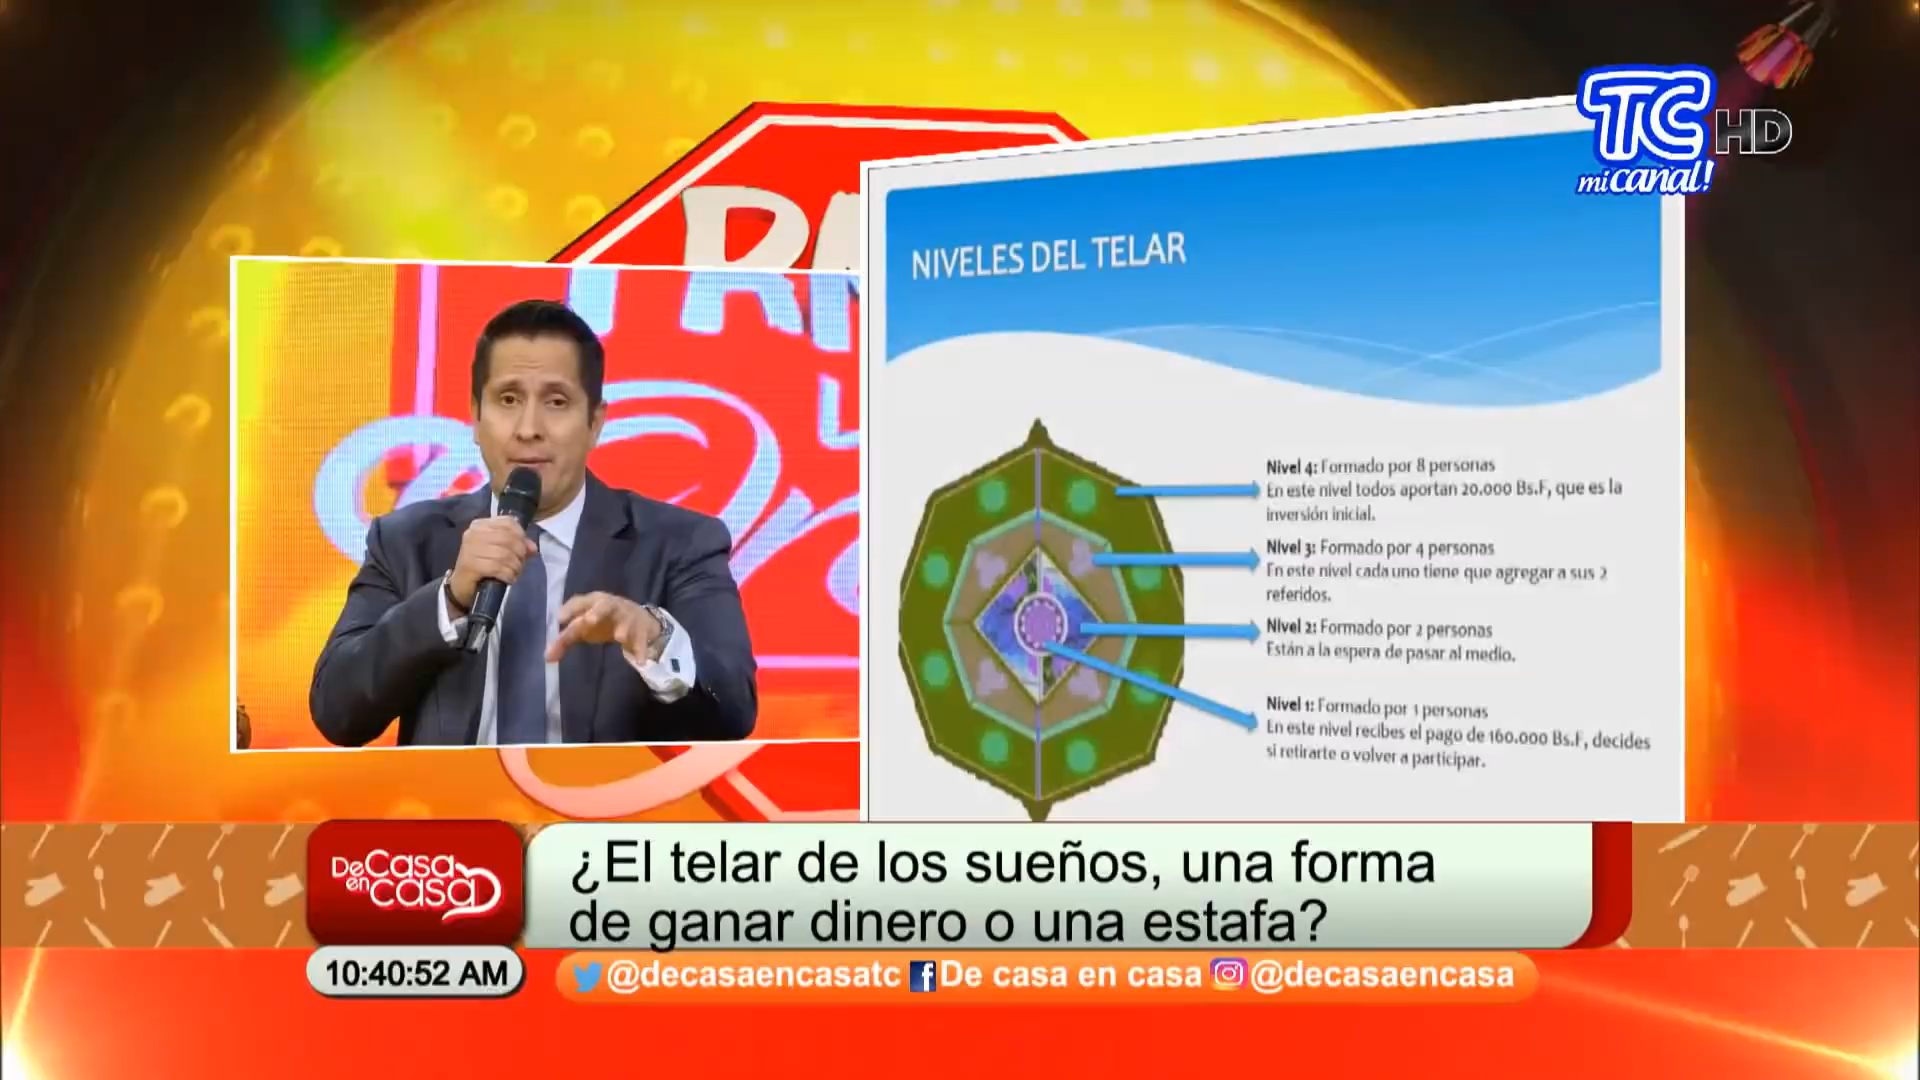 TC HD
mi canal!
NIVELES DEL TELAR
Nivel 4: Formado por 8 personas
En este nivel todos aportan 20.000 Bs.F, que es la
inversión inicial.
Nivel 3: Formado por 4 personas
En este nivel cada uno tiene que agregar a sus 2
referidos.
Nivel 2: Formado por 2 personas
Están a la espera de pasar al medio.
Nivel 1: Formado por 1 personas
En este nivel recibes el pago de 160.000 Bs.F, decides
si retirarte o volver a participar.
De Casa
en casa
¿El telar de los sueños, una forma
de ganar dinero o una estafa?
10:40:52 AM
@decasaencasatc f De casa en casa @decasaencasa